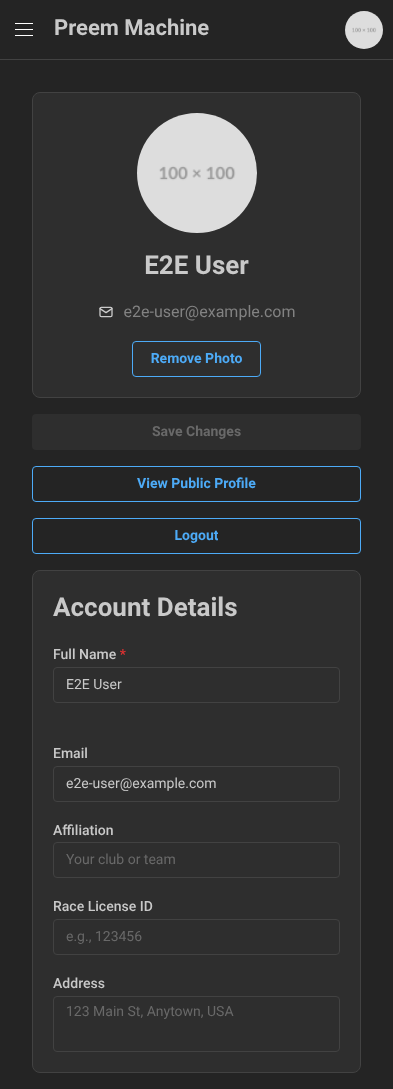 Preem Machine
100 × 100
100 × 100
E2E User
e2e-user@example.com
Remove Photo
Save Changes
View Public Profile
Logout
Account Details
Full Name *
E2E User
Email
e2e-user@example.com
Affiliation
Your club or team
Race License ID
e.g., 123456
Address
123 Main St, Anytown, USA